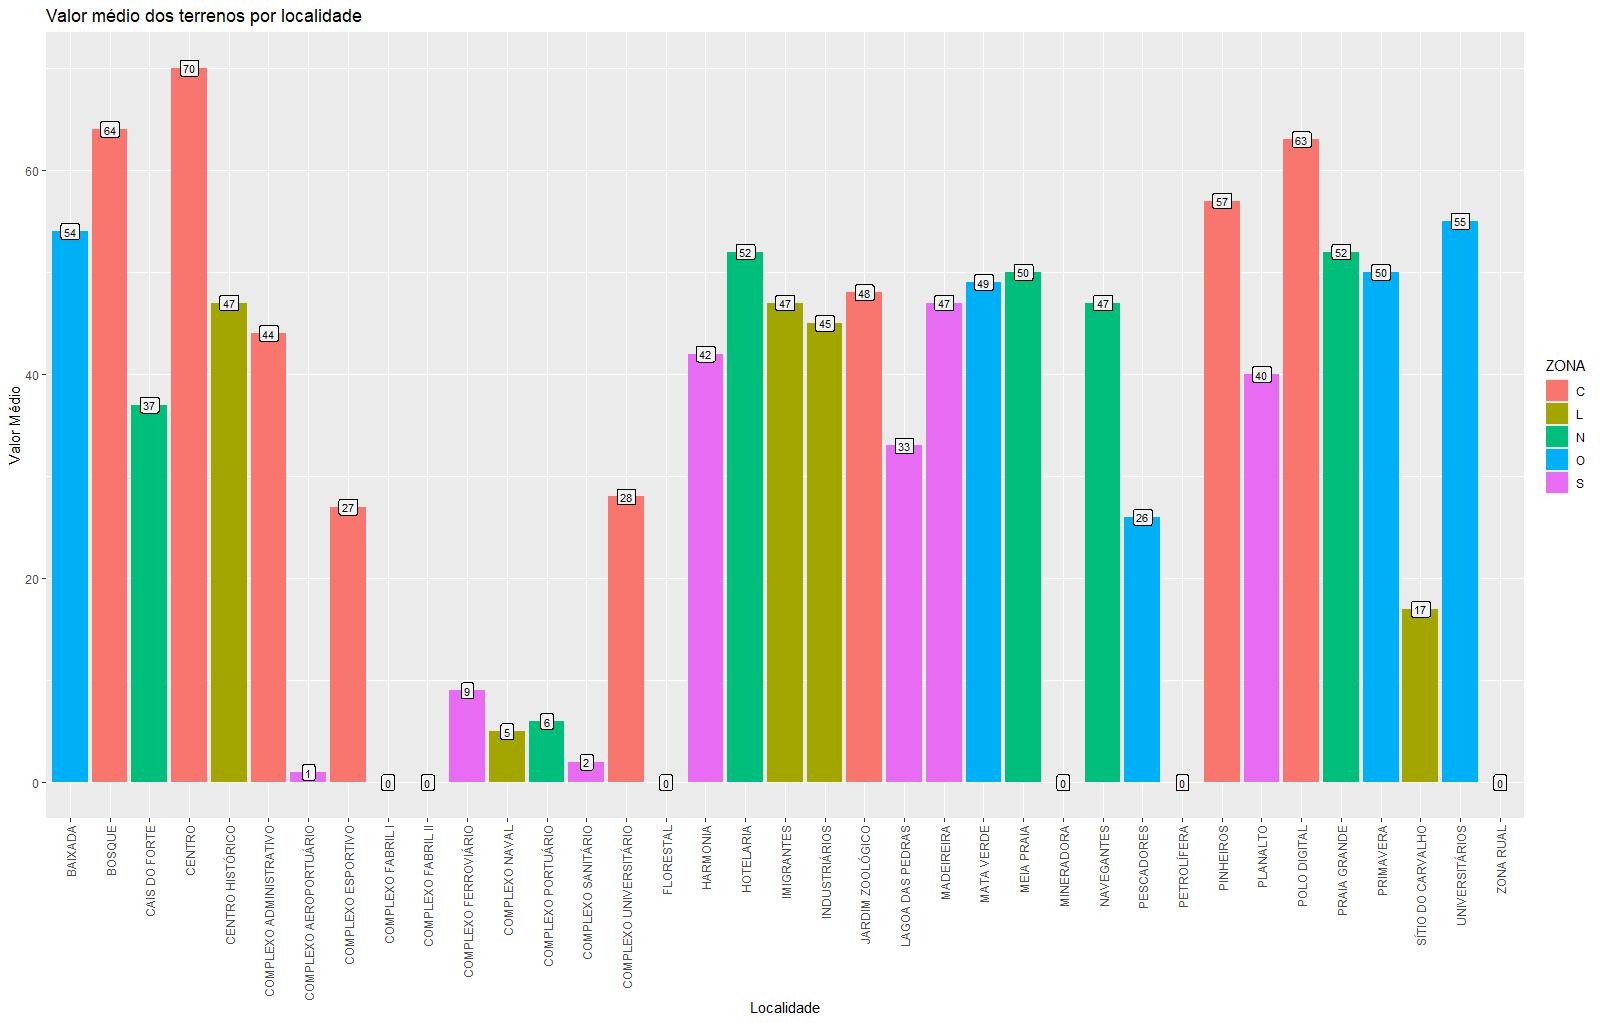 Valor médio dos terrenos por localidade
Valor Médio
60
40
20
0
54
64
37
70
47
44
1
27
0
0
9
5
6
2
28
0
42
52
47
45
48
33
47
49
50
0
47
26
0
57
40
63
52
50
17
55
0
BAIXADA
BOSQUE
CAIS DO FORTE
CENTRO
CENTRO HISTÓRICO
COMPLEXO ADMINISTRATIVO
COMPLEXO AEROPORTUÁRIO
COMPLEXO ESPORTIVO
COMPLEXO FABRIL I
COMPLEXO FABRIL II
COMPLEXO FERROVIÁRIO
COMPLEXO NAVAL
COMPLEXO PORTUÁRIO
COMPLEXO SANITÁRIO
COMPLEXO UNIVERSITÁRIO
FLORESTAL
HARMONIA
HOTELARIA
IMIGRANTES
INDUSTRIÁRIOS
JARDIM ZOOLÓGICO
LAGOA DAS PEDRAS
MADEIREIRA
MATA VERDE
MEIA PRAIA
MINERADORA
NAVEGANTES
PESCADORES
PETROLÍFERA
PINHEIROS
PLANALTO
POLO DIGITAL
PRAIA GRANDE
PRIMAVERA
SÍTIO DO CARVALHO
UNIVERSITÁRIOS
ZONA RUAL
Localidade
ZONA
C
L
N
O
S